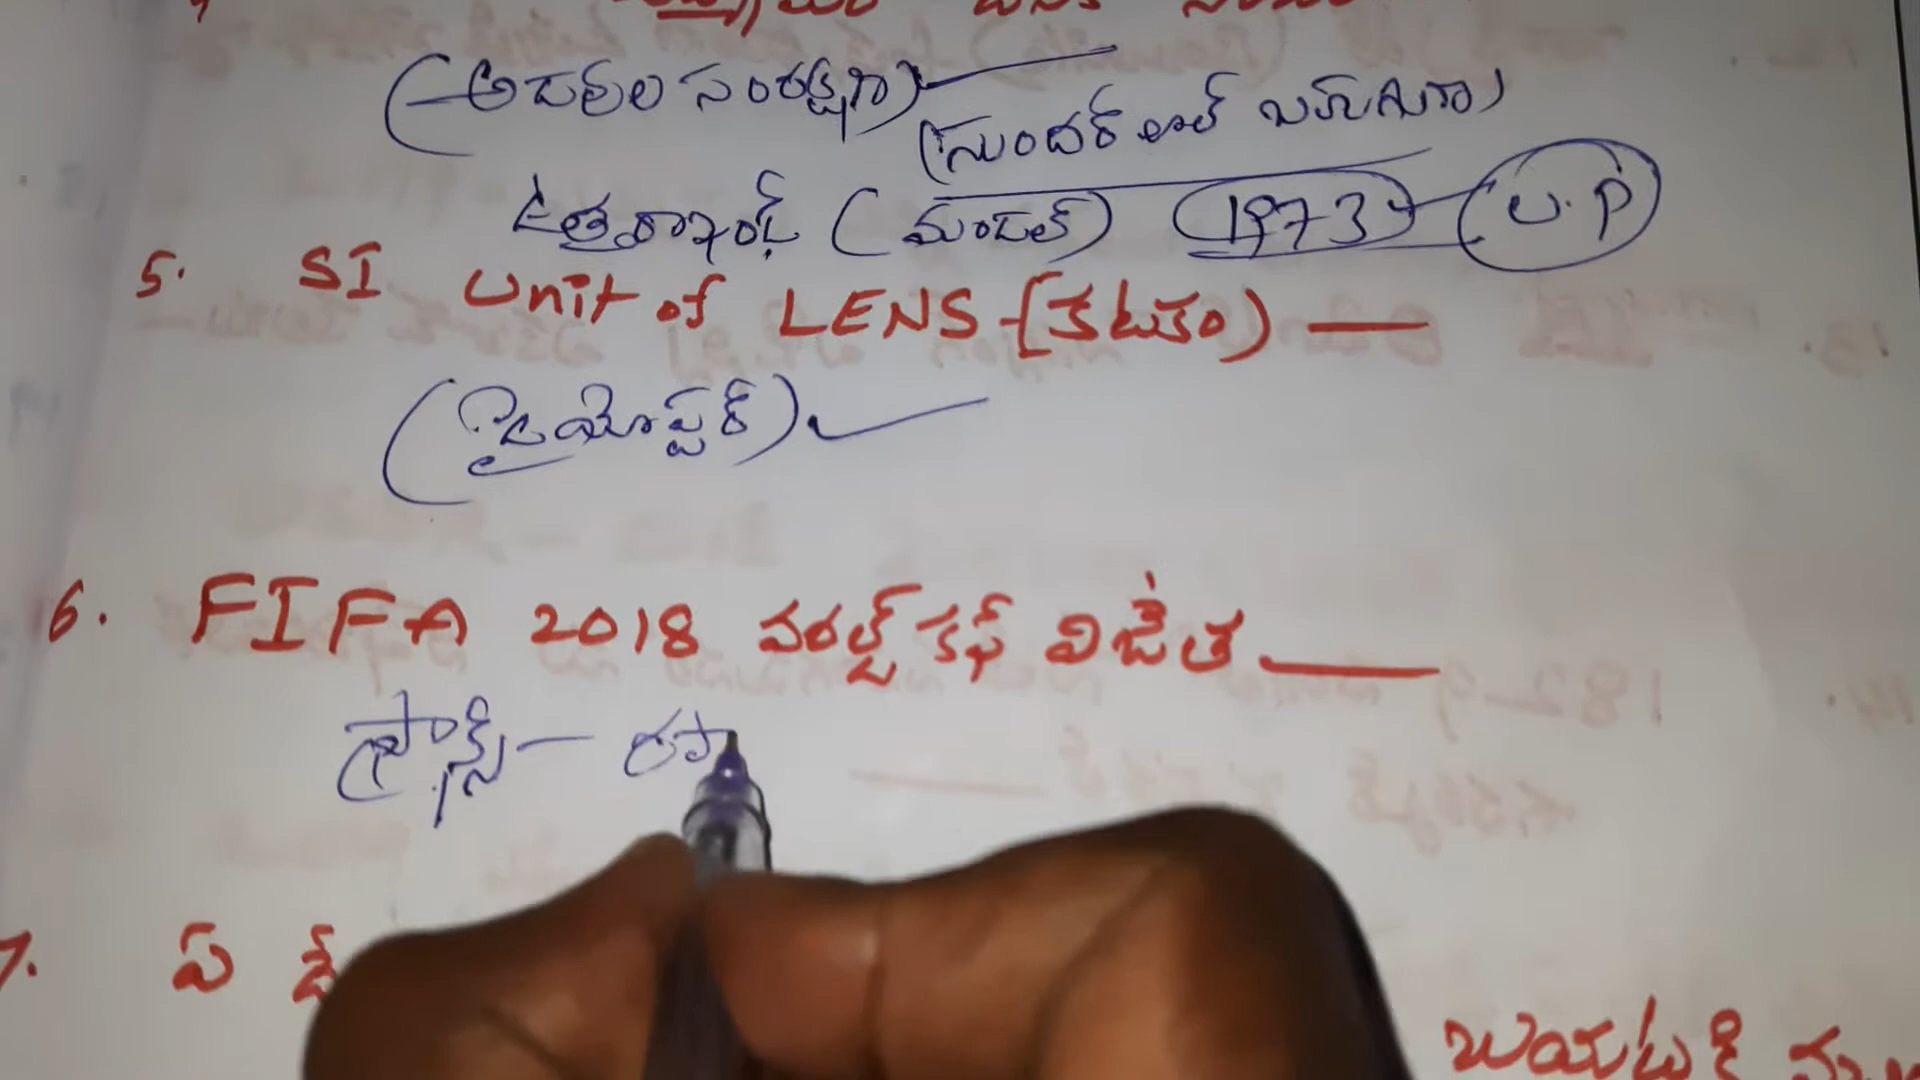 (అడవుల సంరక్షణ)
(సుందర్ లాల్ బహుగుణ)
ఉత్తరాఖండ్ (మండల్) 1973 U.P
5. SI Unit of LENS - (కటకం) —
(డైయోప్టర్)
6. FIFA 2018 వరల్డ్ కప్ విజేత —
ఫ్రాన్స్ —
7. ఏ
బయటకి